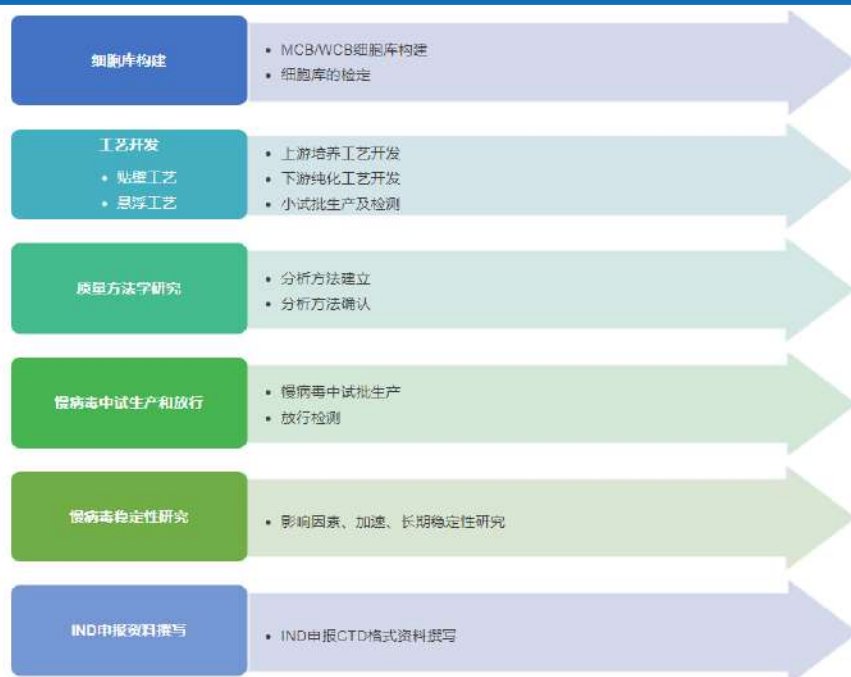 细胞库构建
• MCB/WCB细胞库构建
• 细胞库的检定
工艺开发
• 贴壁工艺
• 悬浮工艺
• 上游培养工艺开发
• 下游纯化工艺开发
• 小试批生产及检测
质量方法学研究
• 分析方法建立
• 分析方法确认
慢病毒中试生产和放行
• 慢病毒中试批生产
• 放行检测
慢病毒稳定性研究
• 影响因素、加速、长期稳定性研究
IND申报资料撰写
• IND申报CTD格式资料撰写